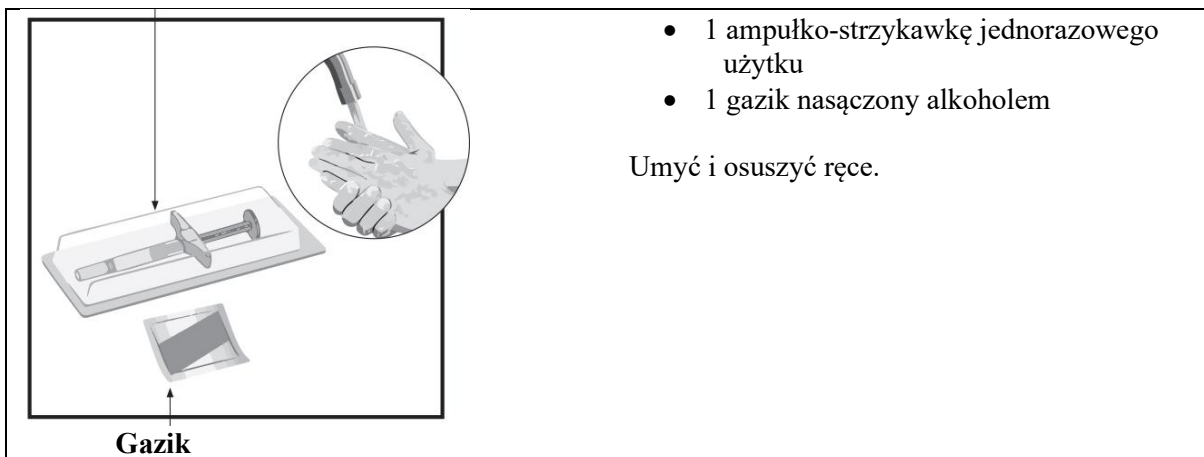 • 1 ampułko-strzykawkę jednorazowego
użytku
• 1 gazik nasączony alkoholem
Umyć i osuszyć ręce.
Gazik